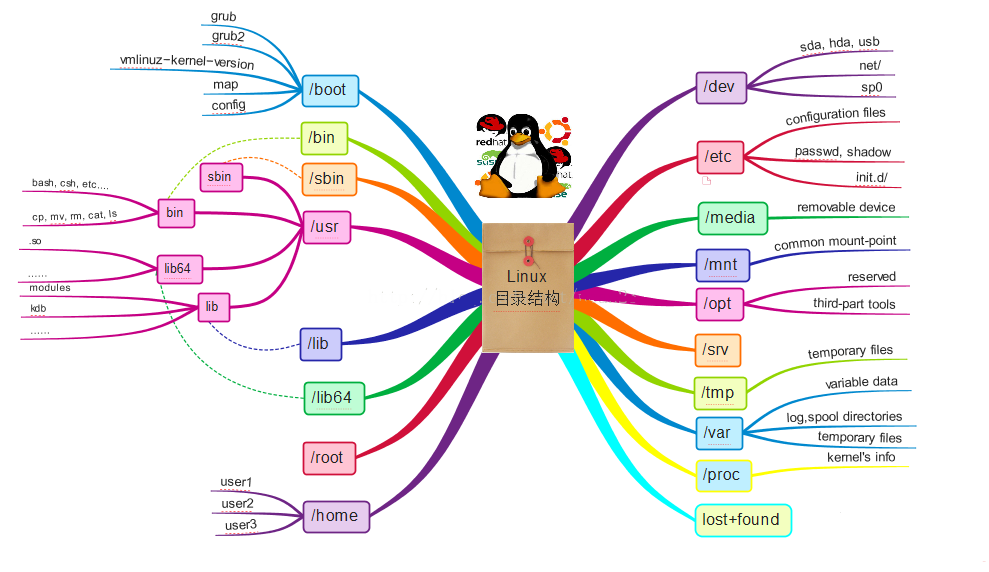 grub
grub2
vmlinuz-kernel-version
map
config
/boot
/bin
/sbin
sbin
bash, csh, etc....
bin
cp, mv, rm, cat, ls
/usr
.so
lib64
......
modules
kdb
lib
......
/lib
/lib64
/root
user1
user2
user3
/home
redhat
Linux
目录结构
sda, hda, usb
/dev
net/
sp0
configuration files
/etc
passwd, shadow
init.d/
removable device
/media
common mount-point
/mnt
reserved
/opt
third-part tools
/srv
temporary files
/tmp
variable data
log,spool directories
/var
temporary files
kernel's info
/proc
lost+found